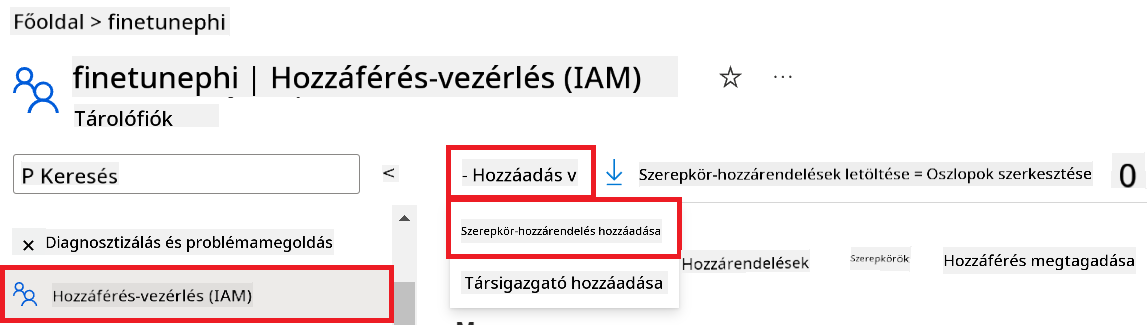 Főoldal > finetunephi
finetunephi | Hozzáférés-vezérlés (IAM)
Tárolófiók
P Keresés
<
- Hozzáadás v
Szerepkör-hozzárendelések letöltése = Oszlopok szerkesztése
0
Szerepkör-hozzárendelés hozzáadása
Társigazgató hozzáadása
x Diagnosztizálás és problémamegoldás
Hozzáférés-vezérlés (IAM)
Hozzárendelések
Szerepkörök
Hozzáférés megtagadása